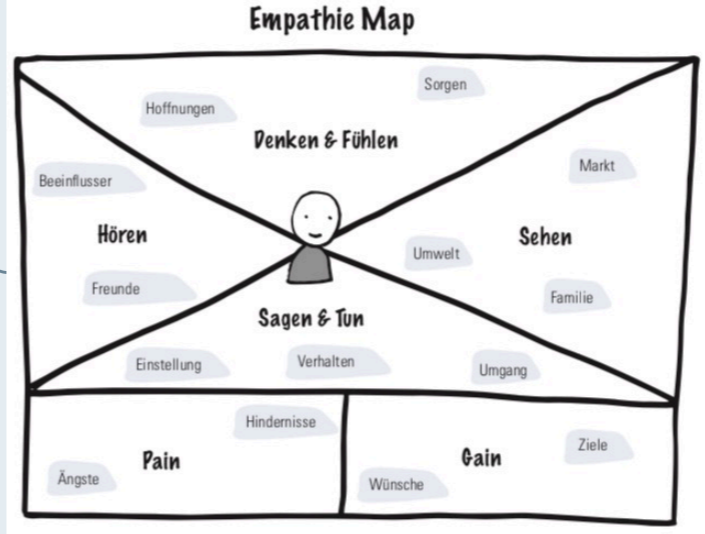 Empathie Map
Sorgen
Hoffnungen
Denken & Fühlen
Markt
Beeinflusser
Hören
Sehen
Umwelt
Freunde
Familie
Sagen & Tun
Einstellung
Verhalten
Umgang
Hindernisse
Pain
Ängste
Ziele
Gain
Wünsche